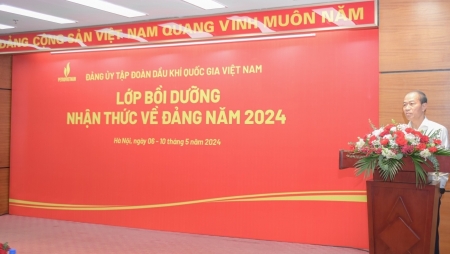 ĐẢNG CỘNG SẢN VIỆT NAM QUANG VINH MUÔN NĂM
ĐẢNG ỦY TẬP ĐOÀN DẦU KHÍ QUỐC GIA VIỆT NAM
LỚP BỒI DƯỠNG
NHẬN THỨC VỀ ĐẢNG NĂM 2024
Hà Nội, ngày 06 - 10 tháng 5 năm 2024